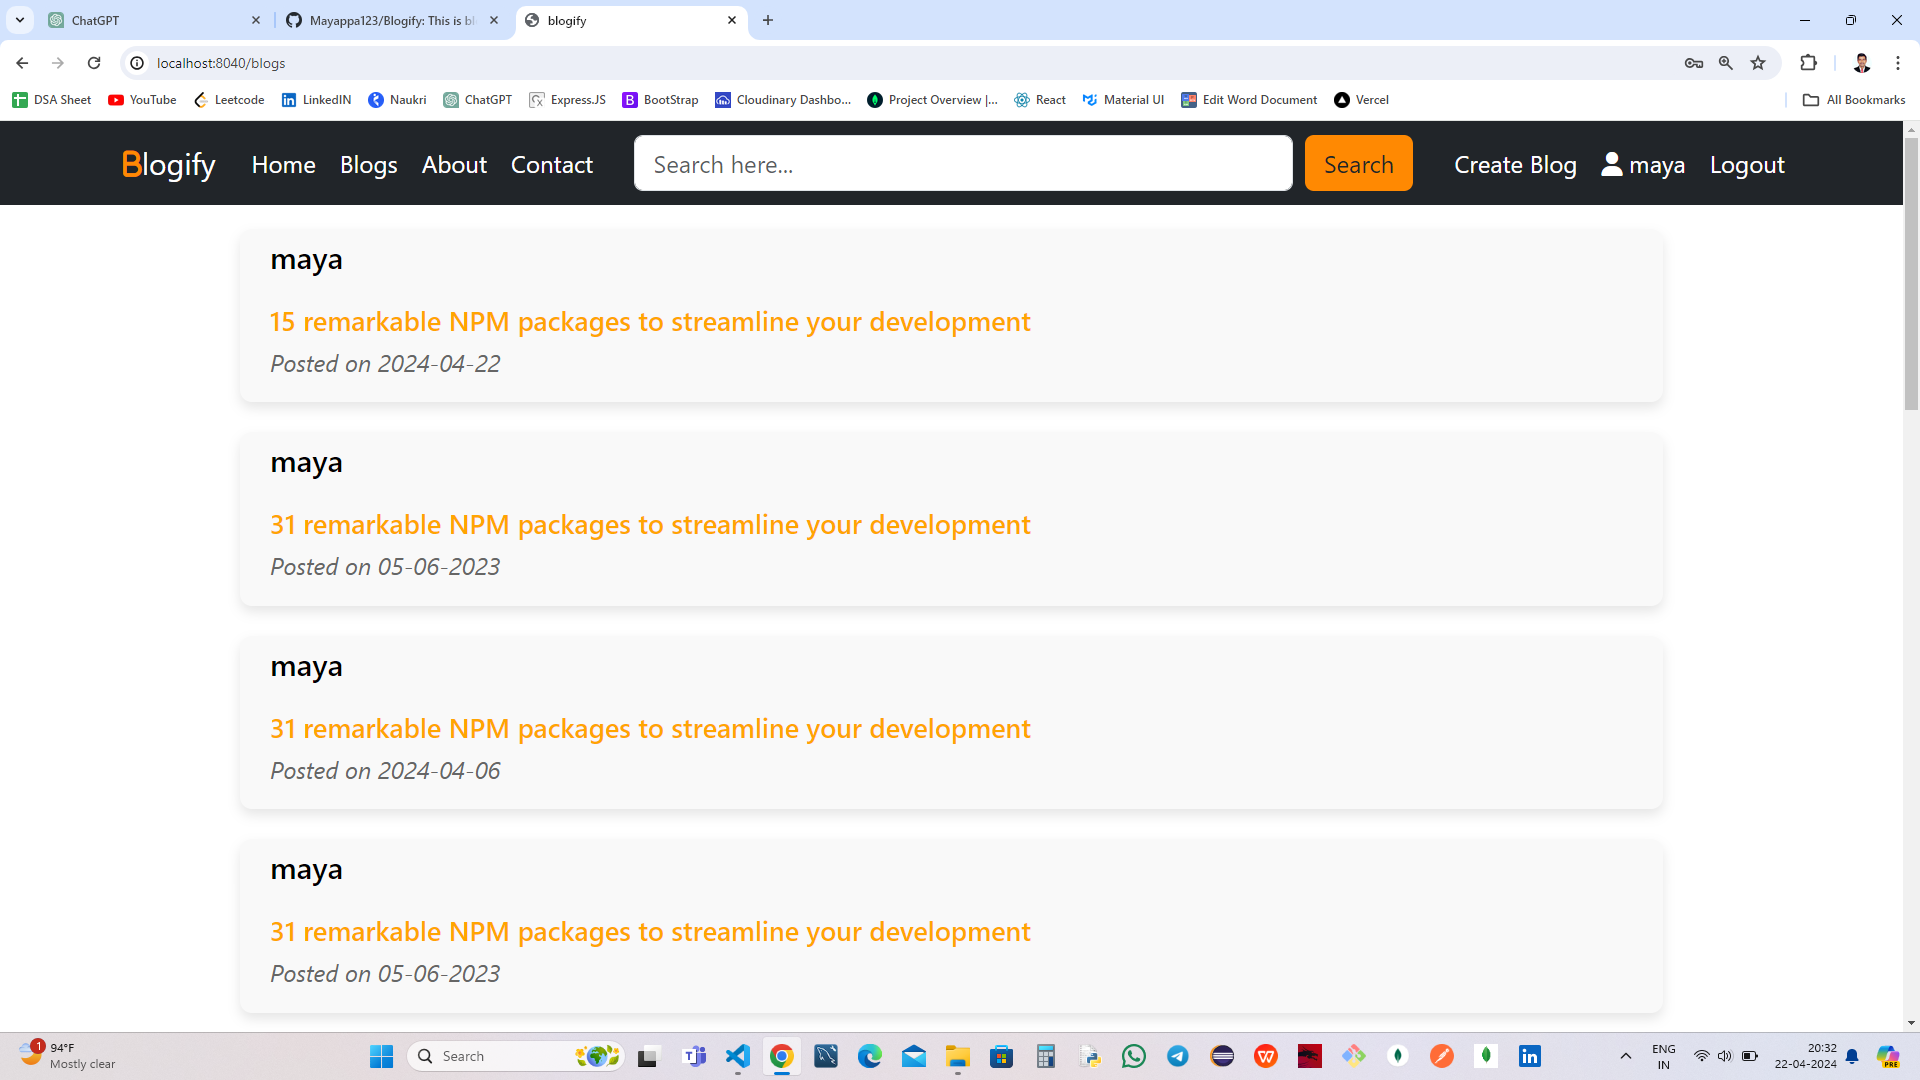 ChatGPT
Mayappa123/Blogify: This is bl
blogify
localhost:8040/blogs
DSA Sheet YouTube Leetcode LinkedIN Naukri ChatGPT Express.JS BootStrap Cloudinary Dashbo... Project Overview |... React Material UI Edit Word Document Vercel All Bookmarks
Blogify Home Blogs About Contact Search here... Search Create Blog maya Logout
maya
15 remarkable NPM packages to streamline your development
Posted on 2024-04-22
maya
31 remarkable NPM packages to streamline your development
Posted on 05-06-2023
maya
31 remarkable NPM packages to streamline your development
Posted on 2024-04-06
maya
31 remarkable NPM packages to streamline your development
Posted on 05-06-2023
1
94°F
Mostly clear
Search
ENG
IN
20:32
22-04-2024
PRE